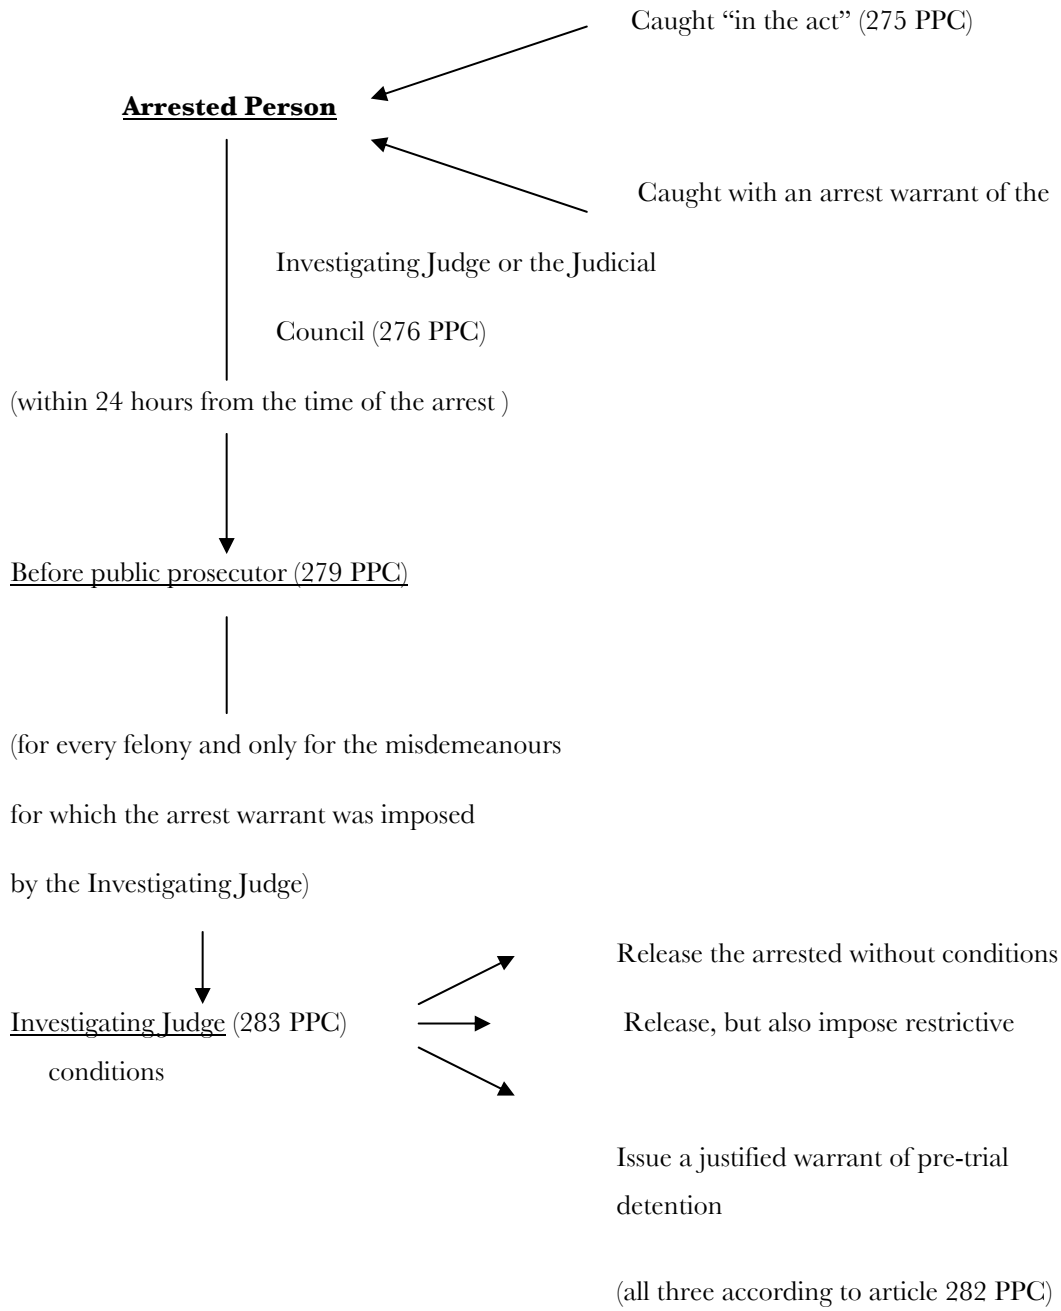 Caught “in the act” (275 PPC)
Arrested Person
Caught with an arrest warrant of the
Investigating Judge or the Judicial
Council (276 PPC)
(within 24 hours from the time of the arrest )
Before public prosecutor (279 PPC)
(for every felony and only for the misdemeanours
for which the arrest warrant was imposed
by the Investigating Judge)
Release the arrested without conditions
Investigating Judge (283 PPC) Release, but also impose restrictive
conditions
Issue a justified warrant of pre-trial
detention
(all three according to article 282 PPC)